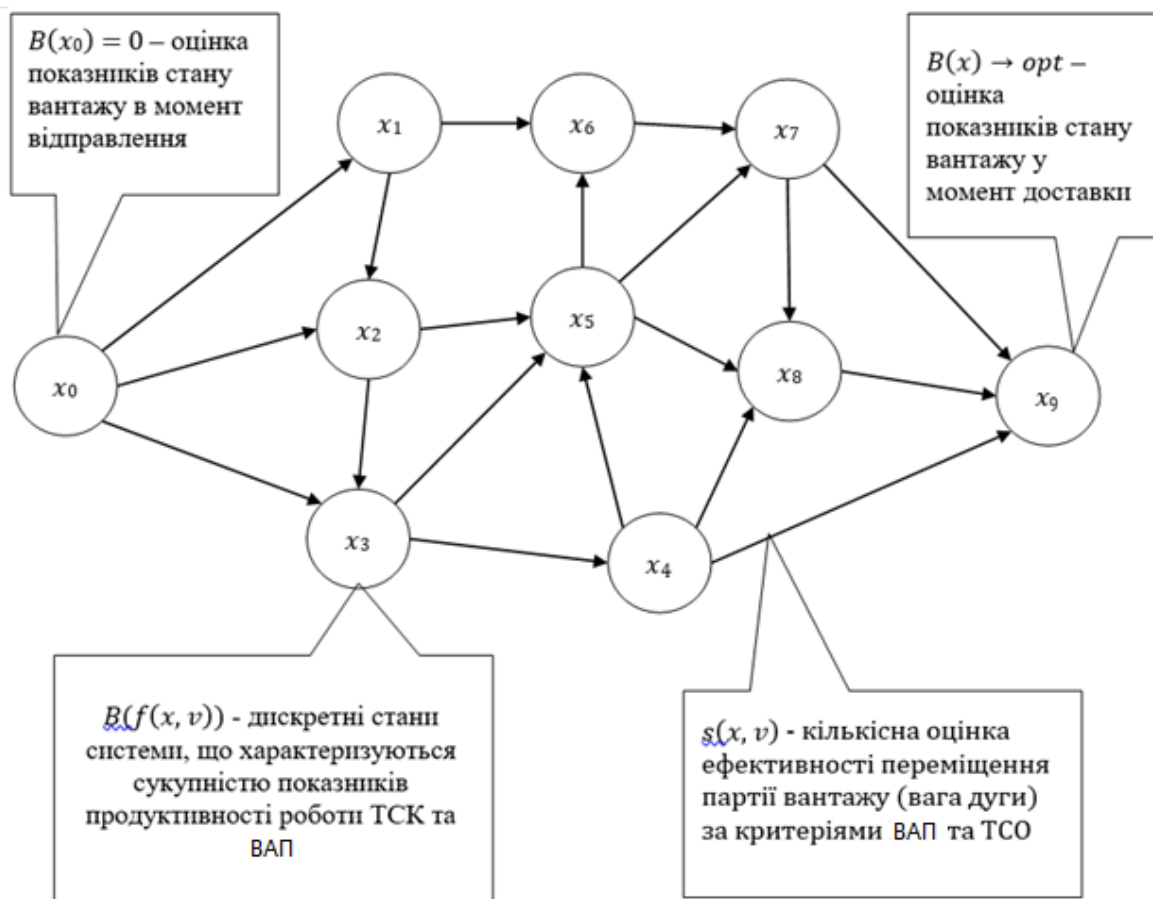 B(x₀) = 0 – оцінка
показників стану
вантажу в момент
відправлення
B(x) → opt –
оцінка
показників стану
вантажу у
момент доставки
x₁
x₆
x₇
x₂
x₅
x₈
x₀
x₉
x₃
x₄
B(f(x, v)) - дискретні стани
системи, що характеризуються
сукупністю показників
продуктивності роботи ТСК та
ВАП
s(x, v) - кількісна оцінка
ефективності переміщення
партії вантажу (вага дуги)
за критеріями ВАП та ТСО